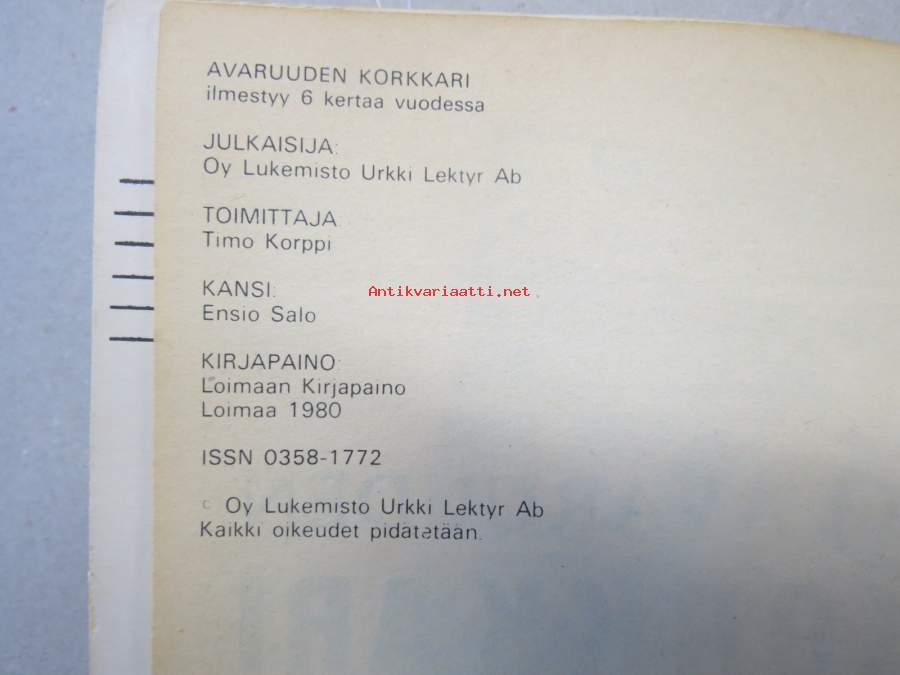 AVARUUDEN KORKKARI
ilmestyy 6 kertaa vuodessa
JULKAISIJA:
Oy Lukemisto Urkki Lektyr Ab
TOIMITTAJA
Timo Korppi
KANSI:
Antikvariaatti.net
Ensio Salo
KIRJAPAINO:
Loimaan Kirjapaino
Loimaa 1980
ISSN 0358-1772
c Oy Lukemisto Urkki Lektyr Ab
Kaikki oikeudet pidätetään.